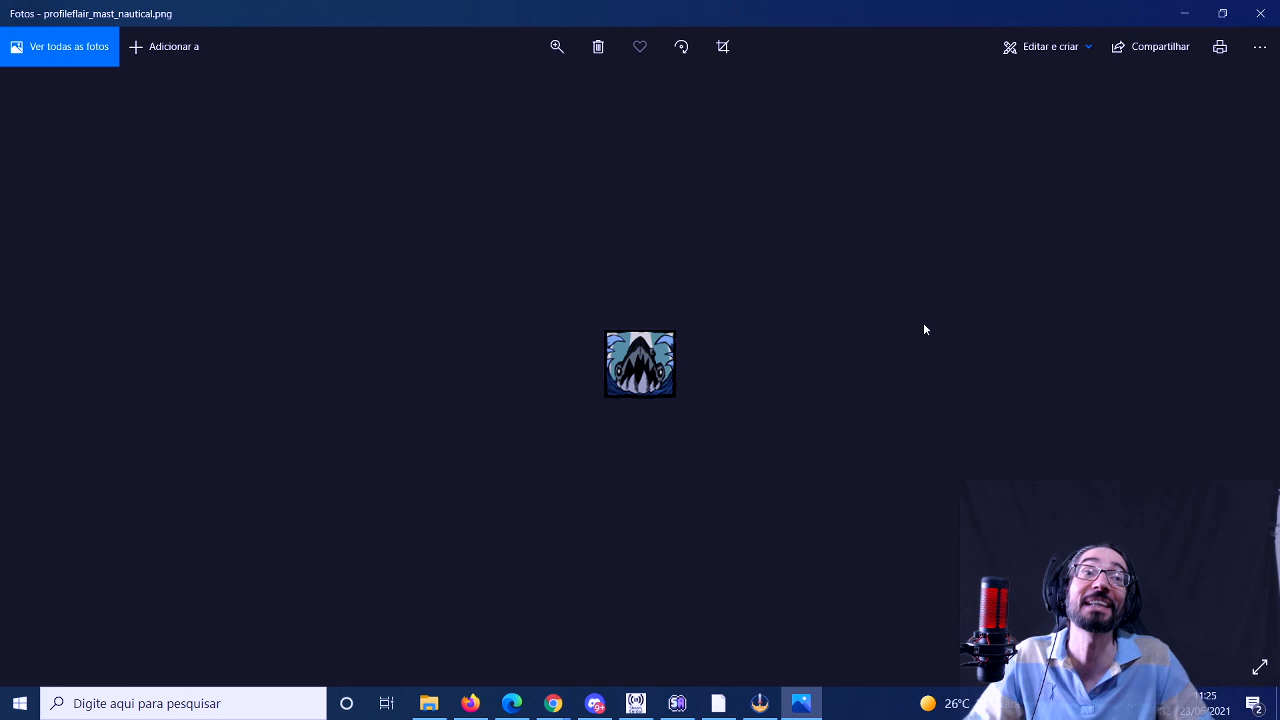 Fotos - profileflair_mast_nautical.png
Ver todas as fotos
Adicionar a
Editar e criar
Compartilhar
Digite aqui para pesquisar
26°C
11:25
23/06/2021
2